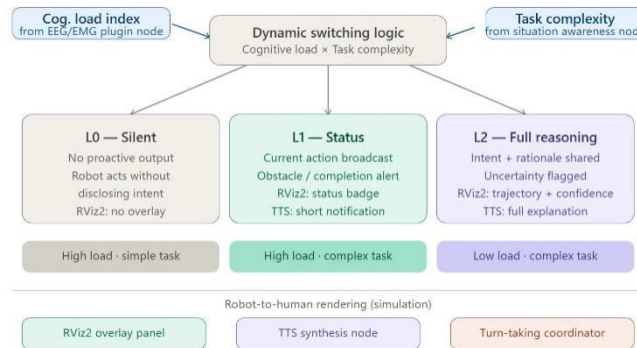 Cog. load index
from EEG/EMG plugin node
Dynamic switching logic
Cognitive load × Task complexity
Task complexity
from situation awareness nod
L0 — Silent
No proactive output
Robot acts without
disclosing intent
RViz2: no overlay
L1 — Status
Current action broadcast
Obstacle / completion alert
RViz2: status badge
TTS: short notification
L2 — Full reasoning
Intent + rationale shared
Uncertainty flagged
RViz2: trajectory + confidence
TTS: full explanation
High load · simple task
High load · complex task
Low load · complex task
Robot-to-human rendering (simulation)
RViz2 overlay panel
TTS synthesis node
Turn-taking coordinator